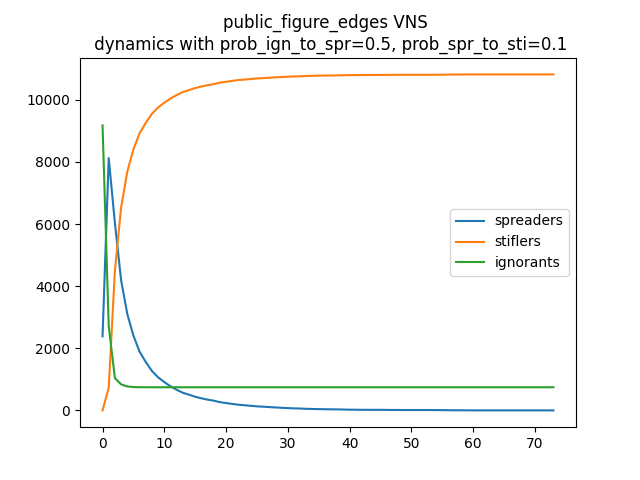 public_figure_edges VNS
dynamics with prob_ign_to_spr=0.5, prob_spr_to_sti=0.1
10000
8000
6000
4000
2000
0
spreaders
stiflers
ignorants
0 10 20 30 40 50 60 70